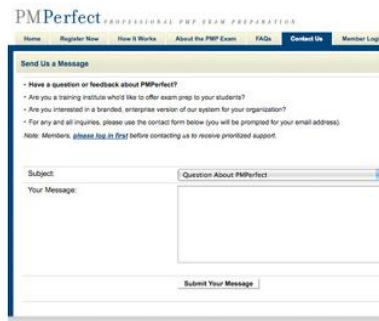 PMPerfect PROFESSIONAL PMP EXAM PREPARATION
Home Register Now How It Works About the PMP Exam FAQs Contact Us Member Logi
Send Us a Message
- Have a question or feedback about PMPerfect?
- Are you a training institute who'd like to offer exam prep to your students?
- Are you interested in a branded, enterprise version of our system for your organization?
- For any and all inquiries, please use the contact form below (you will be prompted for your email address).
Note: Members, please log in first before contacting us to receive prioritized support.
Subject: Question About PMPerfect
Your Message:
Submit Your Message